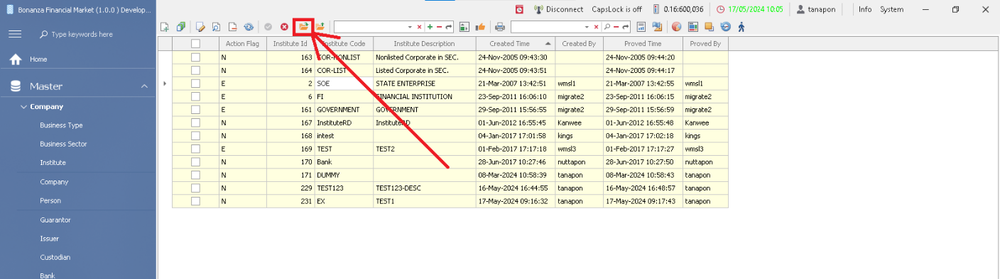 Bonanza Financial Market (1.0.0 ) Develop...
Disconnect CapsLock is off 0.16:600,036 17/05/2024 10:05 tanapon Info System
Type keywords here
Home
Master
Company
Business Type
Business Sector
Institute
Company
Person
Guarantor
Issuer
Custodian
Bank
Action Flag Institute Id Institute Code Institute Description Created Time Created By Proved Time Proved By
N 163 COR-NONLIST Nonlisted Corporate in SEC. 24-Nov-2005 09:43:30 24-Nov-2005 09:44:20
N 164 COR-LIST Listed Corporate in SEC. 24-Nov-2005 09:43:51 24-Nov-2005 09:44:17
E 2 SOE STATE ENTERPRISE 21-Mar-2007 13:42:51 wmsl1 21-Mar-2007 13:42:55 wmsl1
E 6 FI FINANCIAL INSTITUTION 23-Sep-2011 16:06:10 migrate2 23-Sep-2011 16:06:15 migrate2
E 161 GOVERNMENT GOVERNMENT 29-Sep-2011 15:56:55 migrate2 29-Sep-2011 15:56:59 migrate2
N 167 InstituteRD InstituteRD 01-Jun-2012 16:55:45 Kanwee 01-Jun-2012 16:55:48 Kanwee
N 168 intest 04-Jan-2017 17:01:58 kings 04-Jan-2017 17:02:18 kings
E 169 TEST TEST2 01-Feb-2017 17:17:18 wmsl3 01-Feb-2017 17:17:27 wmsl3
N 170 Bank 28-Jun-2017 10:27:46 nuttapon 28-Jun-2017 10:27:50 nuttapon
N 171 DUMMY 08-Mar-2024 10:58:39 tanapon 08-Mar-2024 10:58:43 tanapon
N 229 TEST123 TEST123-DESC 16-May-2024 16:44:55 tanapon 16-May-2024 16:48:57 tanapon
N 231 EX TEST1 17-May-2024 09:16:32 tanapon 17-May-2024 09:17:43 tanapon